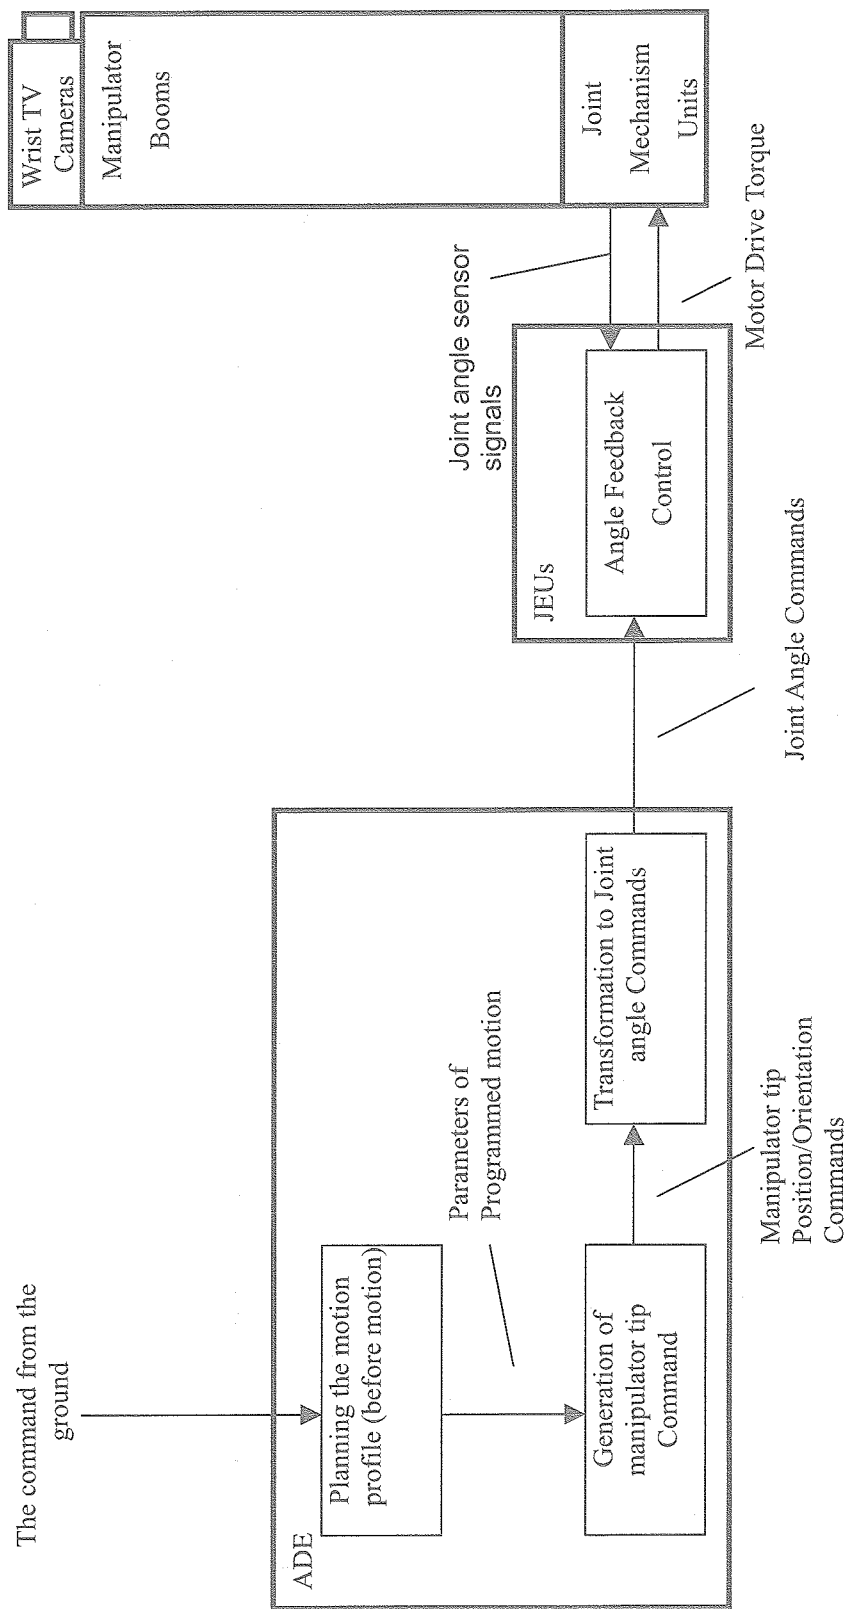 The command from the
ground
ADE
Planning the motion
profile (before motion)
Parameters of
Programmed motion
Generation of
manipulator tip
Command
Manipulator tip
Position/Orientation
Commands
Transformation to Joint
angle Commands
Joint Angle Commands
JEUs
Angle Feedback
Control
Joint angle sensor
signals
Motor Drive Torque
Wrist TV
Cameras
Manipulator
Booms
Joint
Mechanism
Units